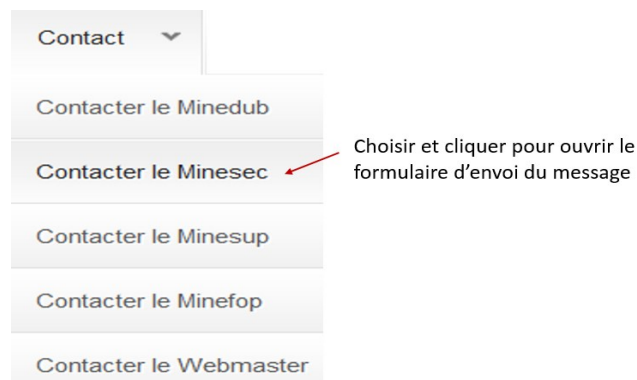 Contact
Contacter le Minedub
Contacter le Minesec
Choisir et cliquer pour ouvrir le
formulaire d’envoi du message
Contacter le Minesup
Contacter le Minefop
Contacter le Webmaster